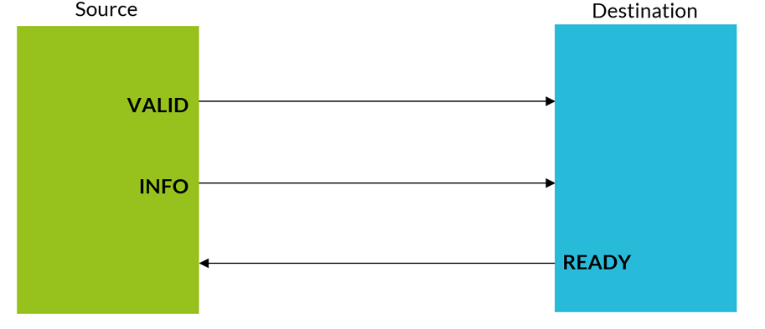 Source
Destination
VALID
INFO
READY